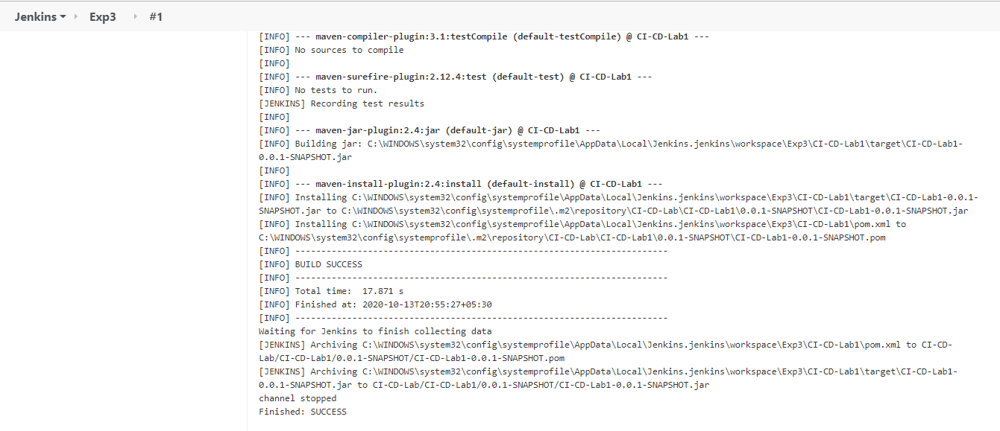 Jenkins Exp3 #1
[INFO] --- maven-compiler-plugin:3.1:testCompile (default-testCompile) @ CI-CD-Lab1 ---
[INFO] No sources to compile
[INFO]
[INFO] --- maven-surefire-plugin:2.12.4:test (default-test) @ CI-CD-Lab1 ---
[INFO] No tests to run.
[JENKINS] Recording test results
[INFO]
[INFO] --- maven-jar-plugin:2.4:jar (default-jar) @ CI-CD-Lab1 ---
[INFO] Building jar: C:\WINDOWS\system32\config\systemprofile\AppData\Local\Jenkins.jenkins\workspace\Exp3\CI-CD-Lab1\target\CI-CD-Lab1-
0.0.1-SNAPSHOT.jar
[INFO]
[INFO] --- maven-install-plugin:2.4:install (default-install) @ CI-CD-Lab1 ---
[INFO] Installing C:\WINDOWS\system32\config\systemprofile\AppData\Local\Jenkins.jenkins\workspace\Exp3\CI-CD-Lab1\target\CI-CD-Lab1-0.0.1-
SNAPSHOT.jar to C:\WINDOWS\system32\config\systemprofile\.m2\repository\CI-CD-Lab\CI-CD-Lab1\0.0.1-SNAPSHOT\CI-CD-Lab1-0.0.1-SNAPSHOT.jar
[INFO] Installing C:\WINDOWS\system32\config\systemprofile\AppData\Local\Jenkins.jenkins\workspace\Exp3\CI-CD-Lab1\pom.xml to
C:\WINDOWS\system32\config\systemprofile\.m2\repository\CI-CD-Lab\CI-CD-Lab1\0.0.1-SNAPSHOT\CI-CD-Lab1-0.0.1-SNAPSHOT.pom
[INFO] ------------------------------------------------------------------------
[INFO] BUILD SUCCESS
[INFO] ------------------------------------------------------------------------
[INFO] Total time:  17.871 s
[INFO] Finished at: 2020-10-13T20:55:27+05:30
[INFO] ------------------------------------------------------------------------
Waiting for Jenkins to finish collecting data
[JENKINS] Archiving C:\WINDOWS\system32\config\systemprofile\AppData\Local\Jenkins.jenkins\workspace\Exp3\CI-CD-Lab1\pom.xml to CI-CD-
Lab/CI-CD-Lab1/0.0.1-SNAPSHOT/CI-CD-Lab1-0.0.1-SNAPSHOT.pom
[JENKINS] Archiving C:\WINDOWS\system32\config\systemprofile\AppData\Local\Jenkins.jenkins\workspace\Exp3\CI-CD-Lab1\target\CI-CD-Lab1-
0.0.1-SNAPSHOT.jar to CI-CD-Lab/CI-CD-Lab1/0.0.1-SNAPSHOT/CI-CD-Lab1-0.0.1-SNAPSHOT.jar
channel stopped
Finished: SUCCESS